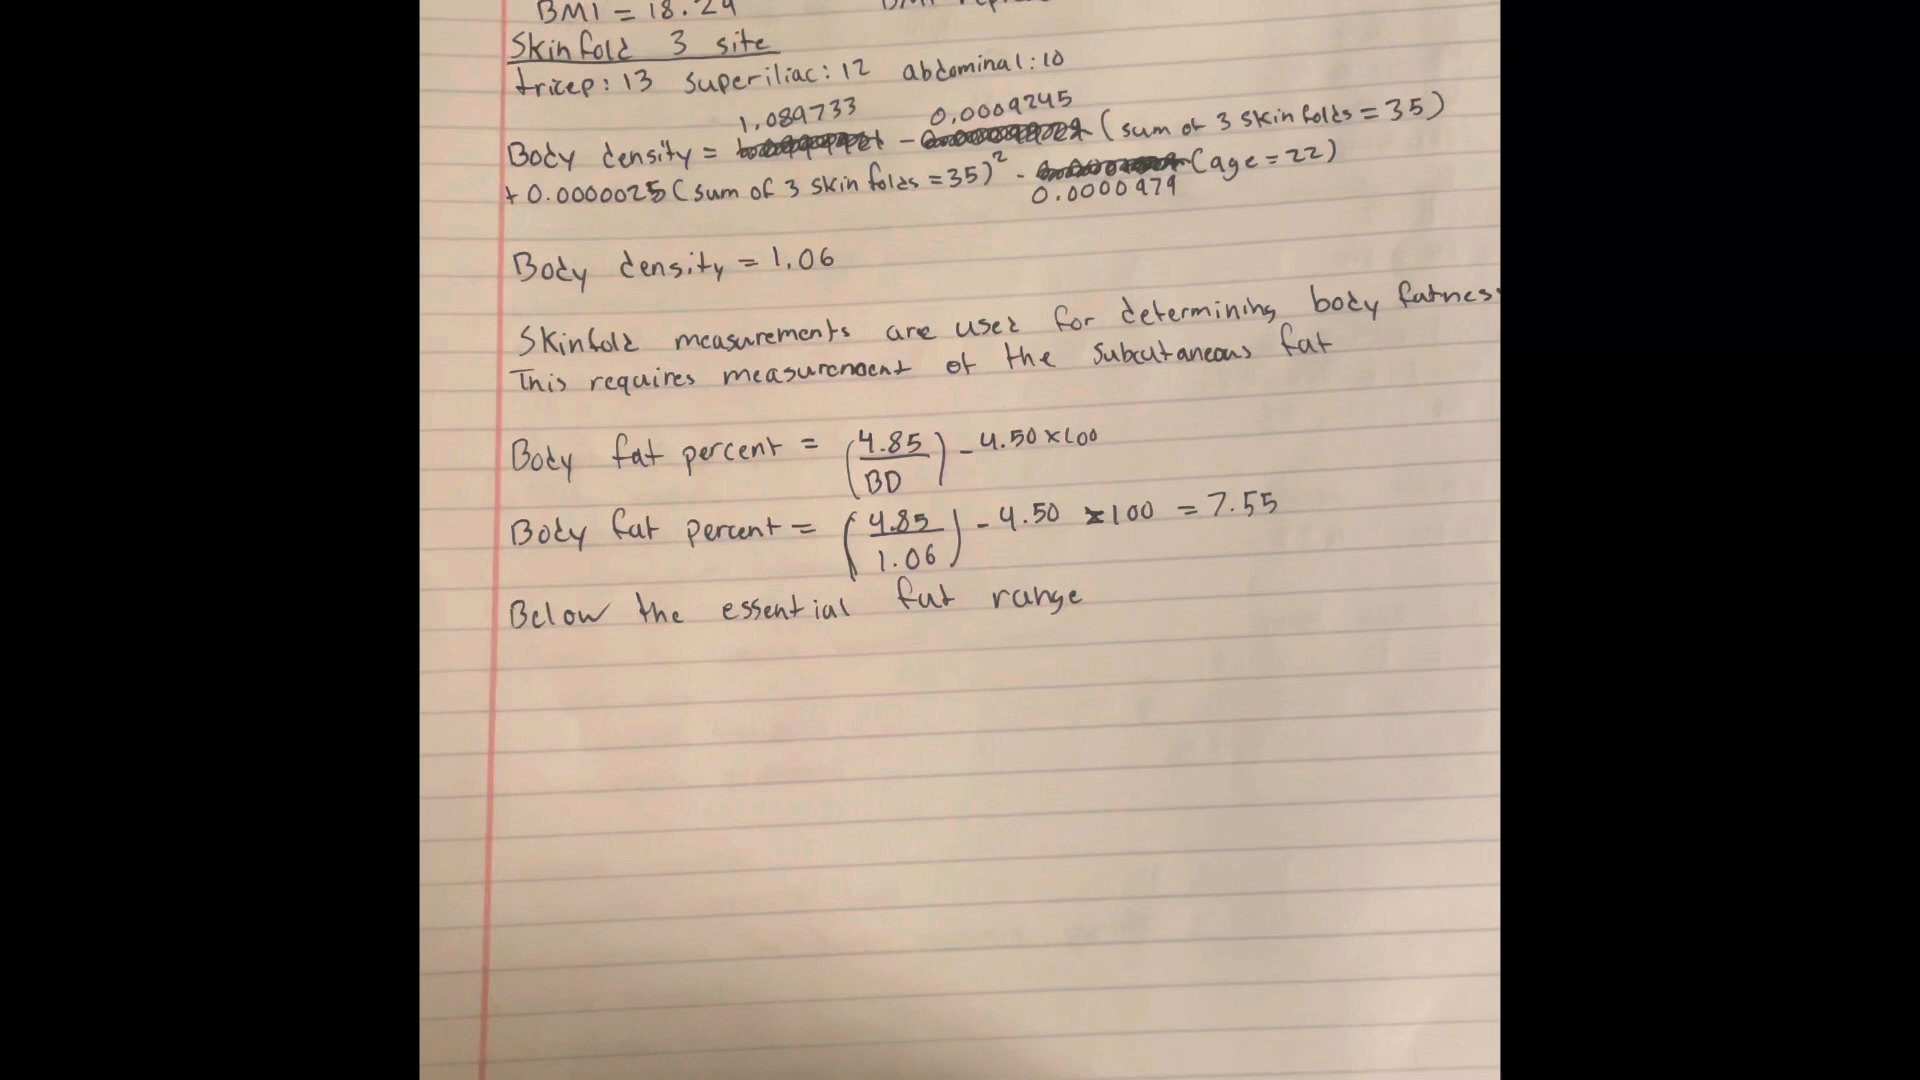 BMI = 18.29
Skinfold 3 site
tricep: 13 superiliac: 12 abdominal: 10
1.089733 0.0009245
Body density = - (sum of 3 skin folds = 35)
+ 0.0000025 (sum of 3 skin folds = 35)² - (age = 22)
0.0000979
Body density = 1.06
Skinfold measurements are used for determining body fatness
This requires measurement of the subcutaneous fat
Body fat percent = (4.85/BD) - 4.50 x 100
Body fat percent = (4.85/1.06) - 4.50 x 100 = 7.55
Below the essential fat range